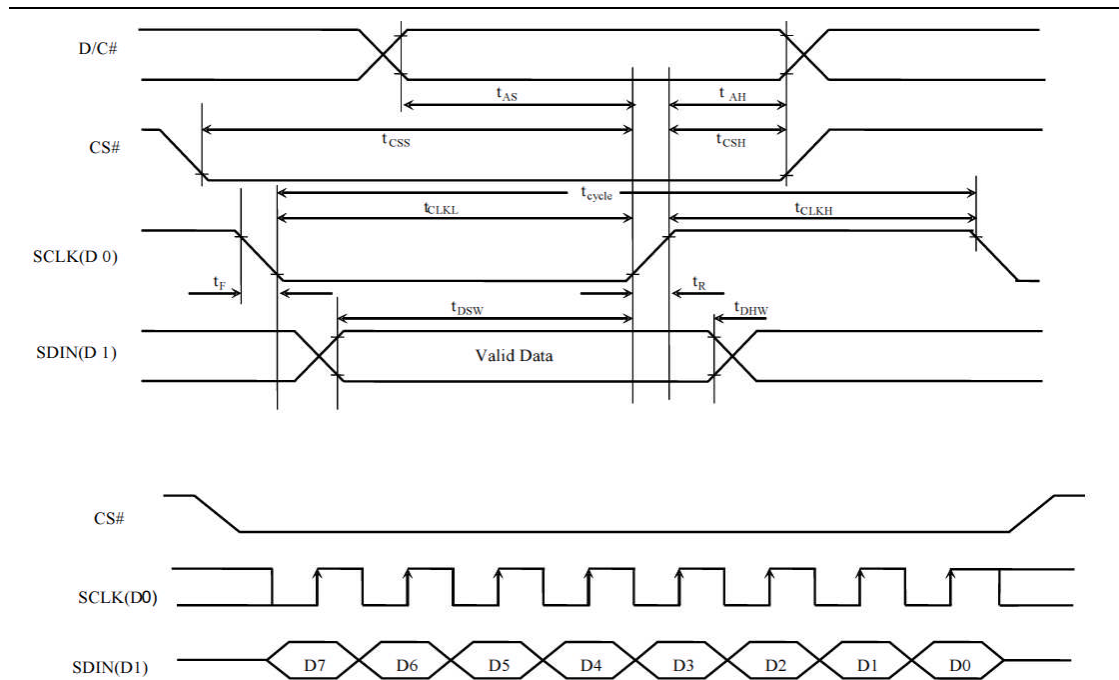 D/C#
tAS
t AH
tCSS
tCSH
CS#
tcycle
tCLKL
tCLKH
SCLK(D 0)
tF
tR
tDSW
tDHW
SDIN(D 1)
Valid Data
CS#
SCLK(D0)
SDIN(D1)
D7 D6 D5 D4 D3 D2 D1 D0